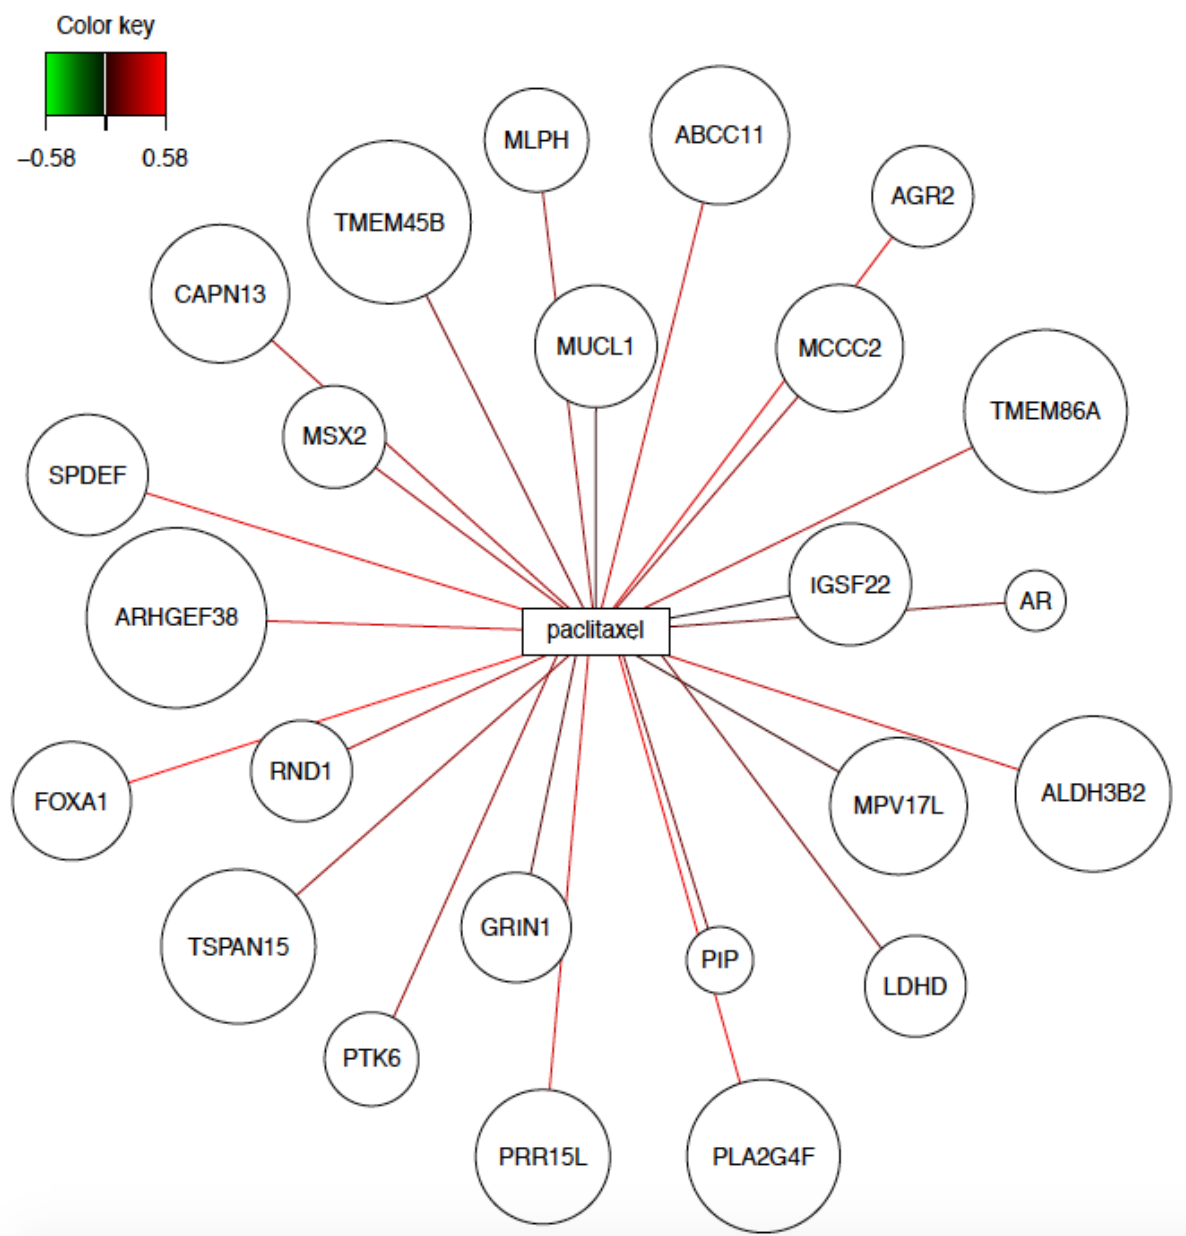 Color key
−0.58 0.58
MLPH
ABCC11
AGR2
TMEM45B
CAPN13
MUCL1
MCCC2
TMEM86A
MSX2
SPDEF
IGSF22
AR
ARHGEF38
paclitaxel
RND1
FOXA1
MPV17L
ALDH3B2
TSPAN15
GRIN1
PIP
LDHD
PTK6
PRR15L
PLA2G4F